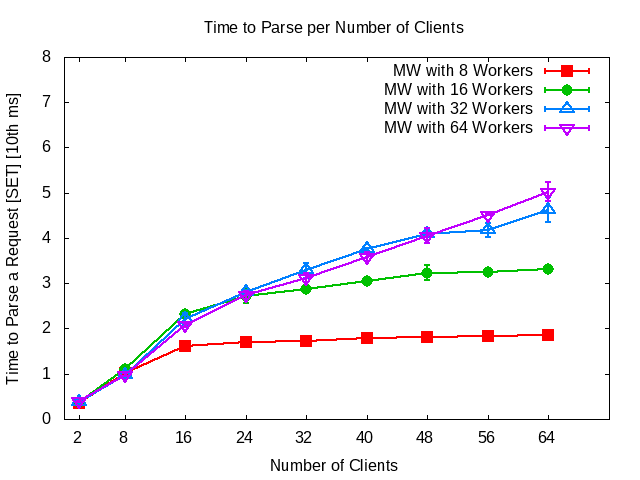 Time to Parse per Number of Clients
MW with 8 Workers
MW with 16 Workers
MW with 32 Workers
MW with 64 Workers
Time to Parse a Request [SET] [10th ms]
8
7
6
5
4
3
2
1
0
2 8 16 24 32 40 48 56 64
Number of Clients